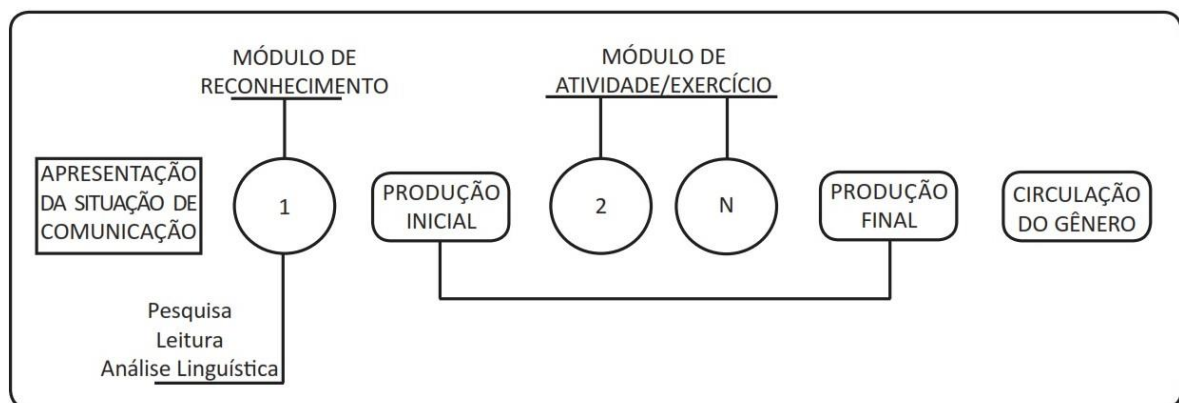 MÓDULO DE
RECONHECIMENTO
MÓDULO DE
ATIVIDADE/EXERCÍCIO
APRESENTAÇÃO
DA SITUAÇÃO DE
COMUNICAÇÃO
1
PRODUÇÃO
INICIAL
2
N
PRODUÇÃO
FINAL
CIRCULAÇÃO
DO GÊNERO
Pesquisa
Leitura
Análise Linguística